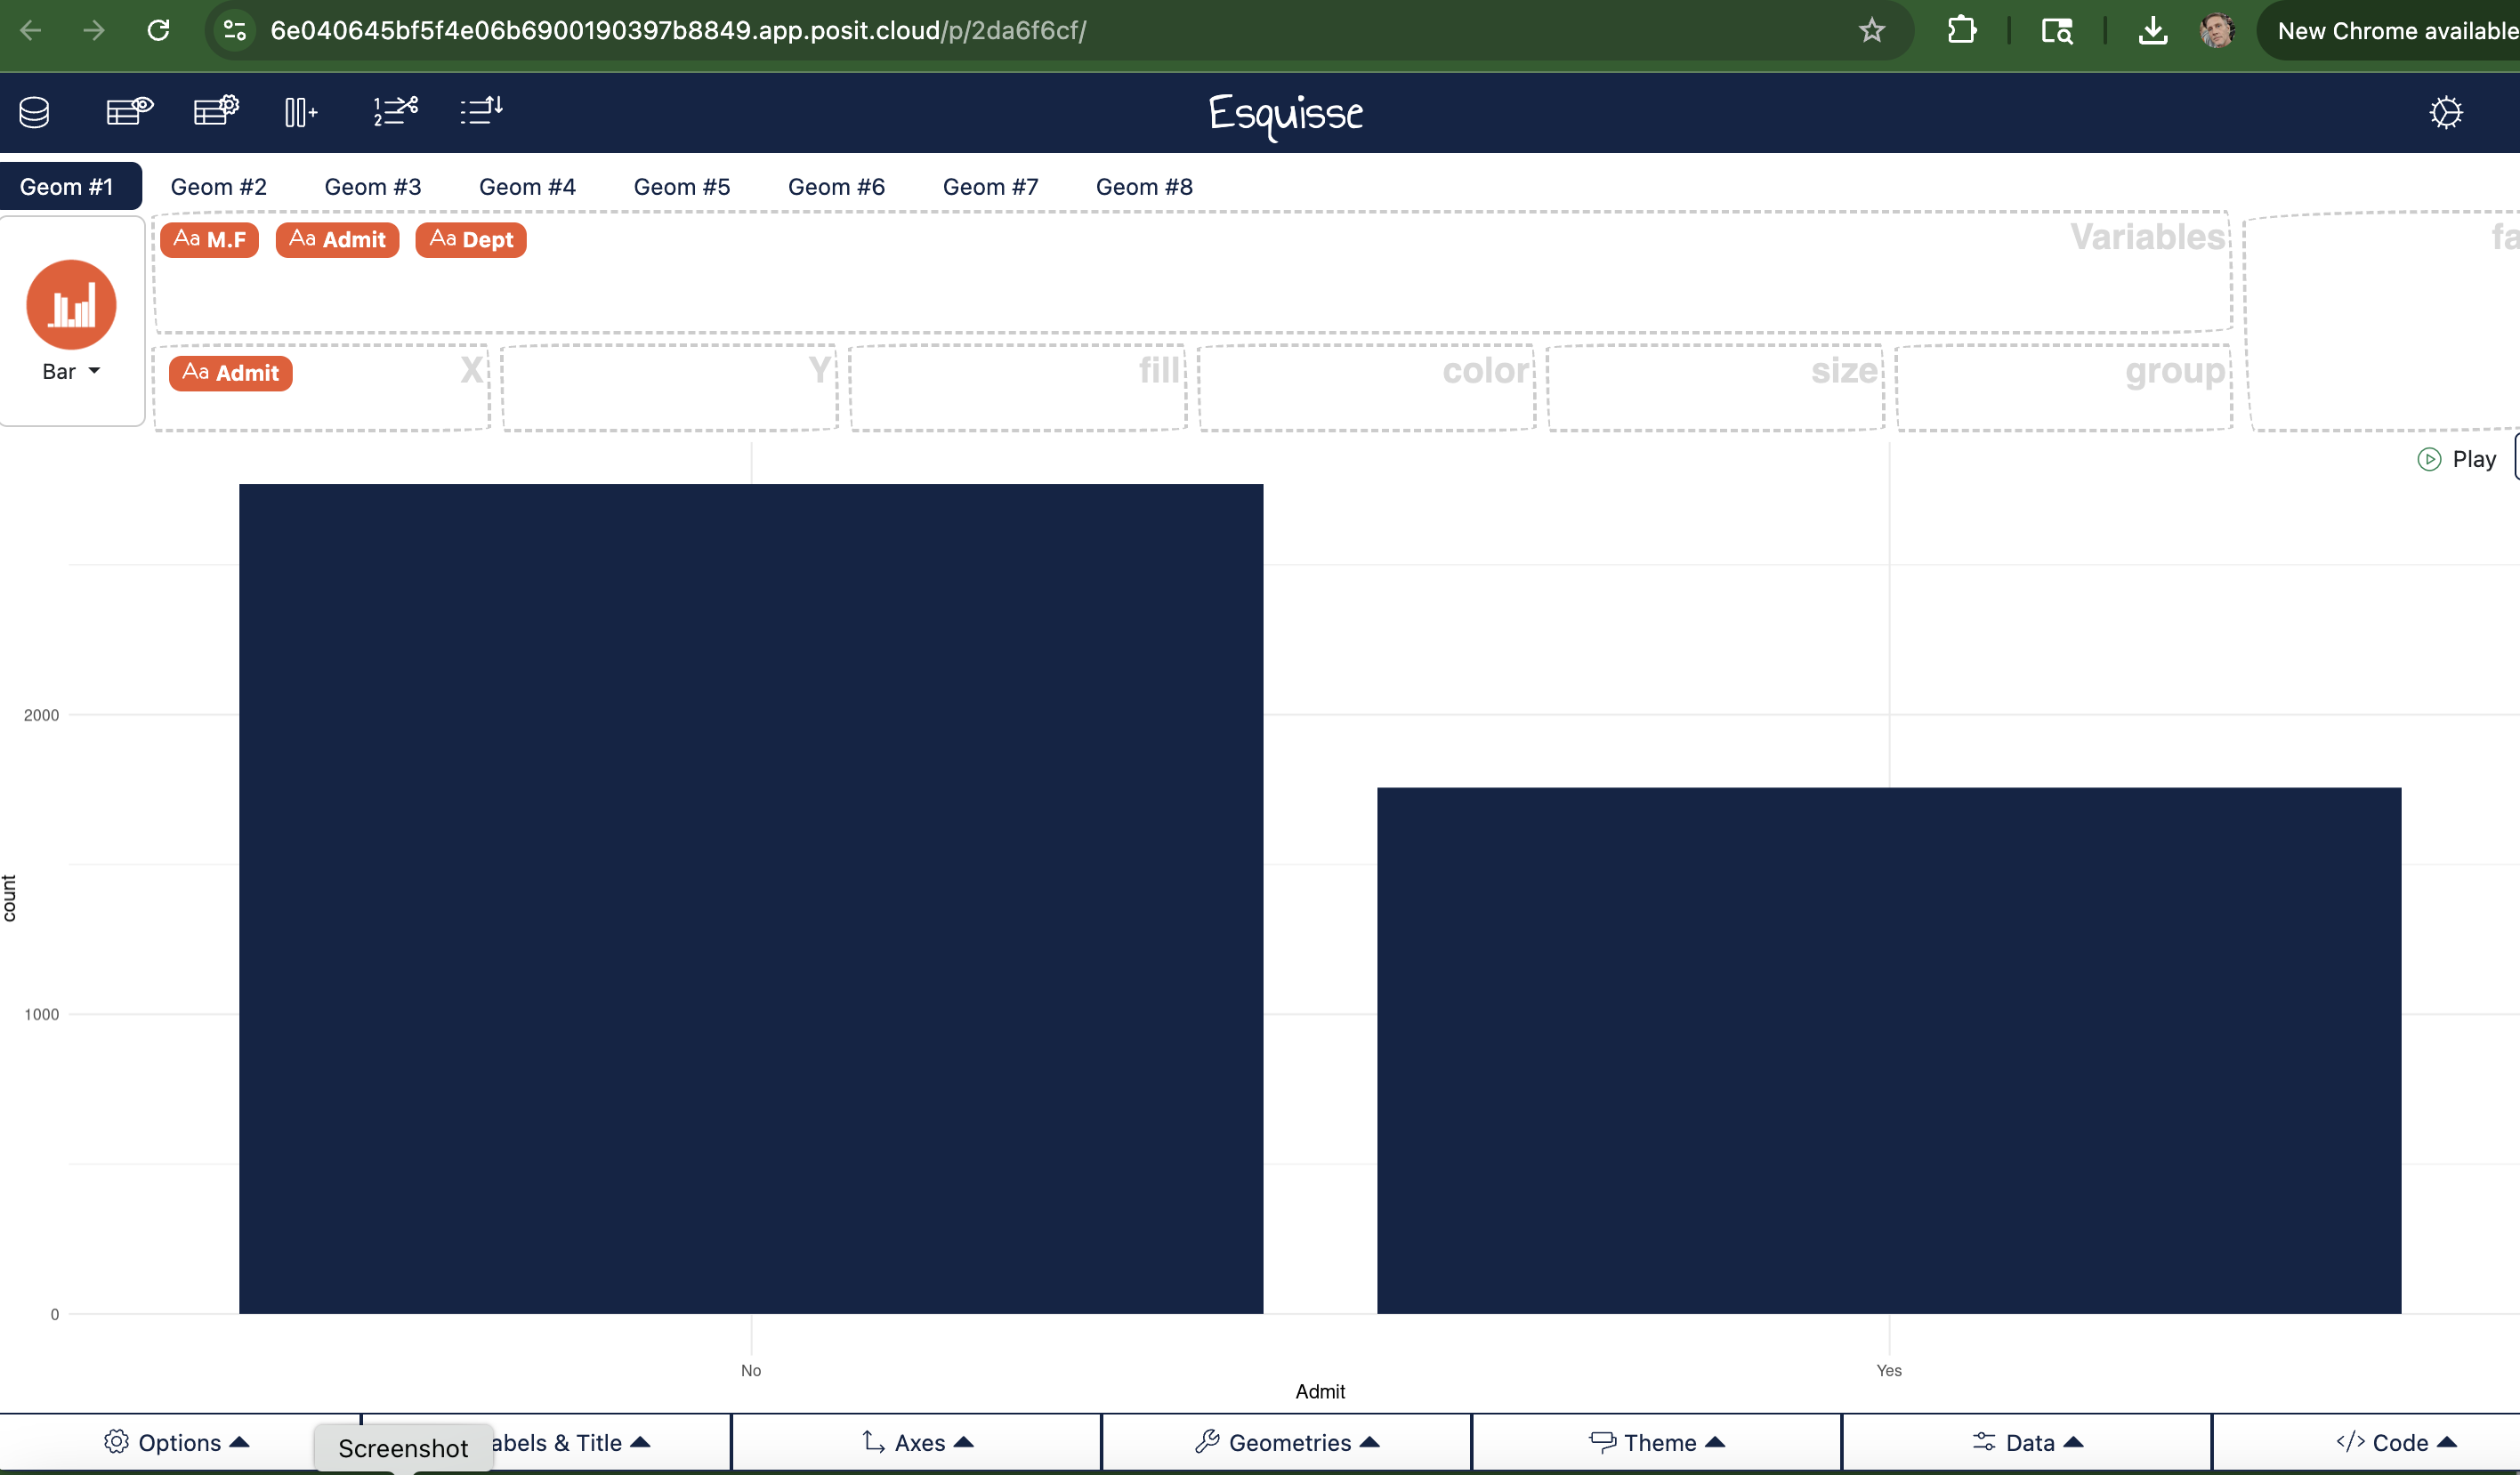 6e040645bf5f4e06b6900190397b8849.app.posit.cloud/p/2da6f6cf/
New Chrome available
Esquisse
Geom #1 Geom #2 Geom #3 Geom #4 Geom #5 Geom #6 Geom #7 Geom #8
Aa M.F Aa Admit Aa Dept Variables fa
Bar
Aa Admit X Y fill color size group
Play
2000
1000
0
count
No Yes
Admit
Options Screenshot abels & Title Axes Geometries Theme Data </> Code